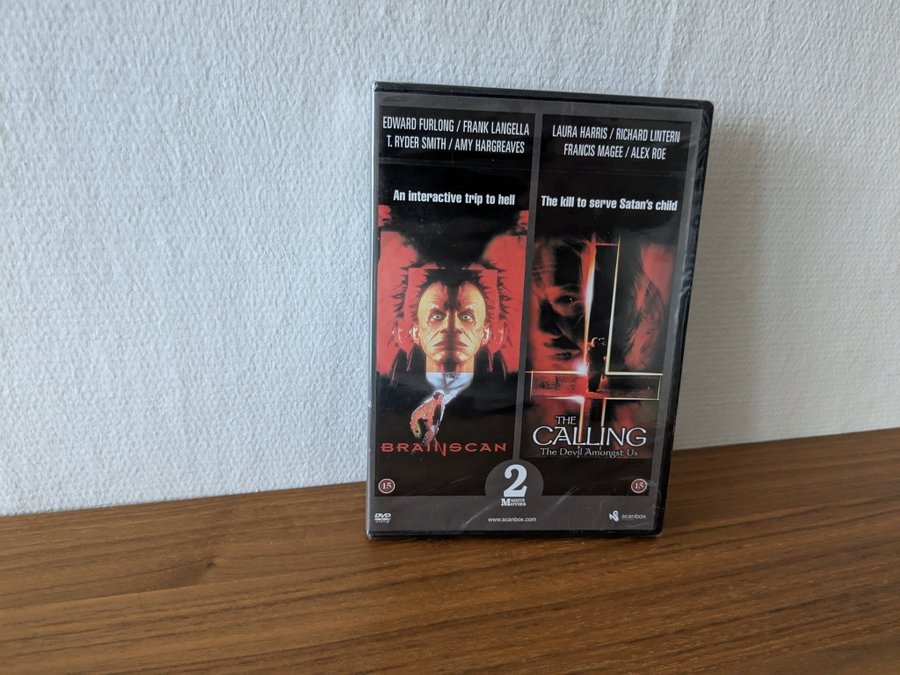 EDWARD FURLONG / FRANK LANGELLA
T. RYDER SMITH / AMY HARGREAVES
An interactive trip to hell
BRAINSCAN
15
LAURA HARRIS / RICHARD LINTERN
FRANCIS MAGEE / ALEX ROE
The kill to serve Satan's child
THE
CALLING
The Devil Amongst Us
15
2
MOVIES
DVD
www.scanbox.com
scanbox